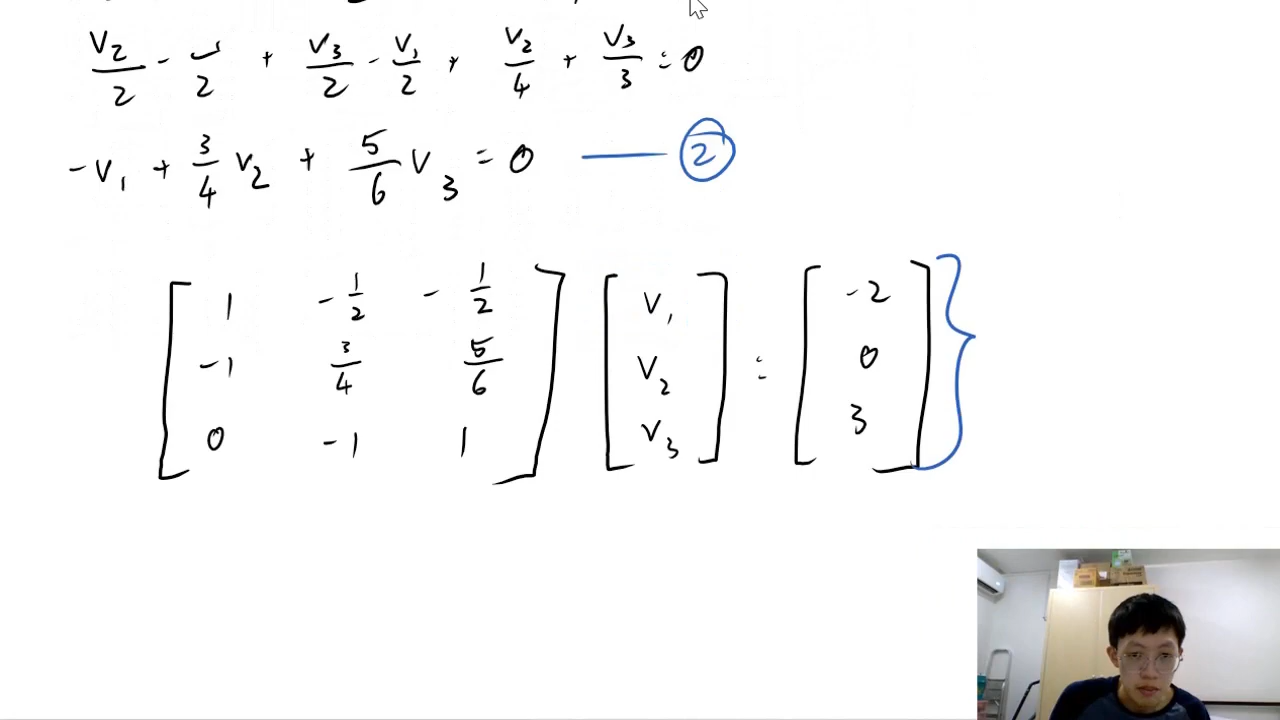 V2/2 - V1/2 + V3/2 - V1/2 + V2/4 + V3/3 = 0
-V1 + 3/4 V2 + 5/6 V3 = 0 —— ②
[ 1 -1/2 -1/2 ] [ V1 ] = [ -2 ]
[ -1 3/4 5/6 ] [ V2 ] = [ 0 ]
[ 0 -1 1 ] [ V3 ] = [ 3 ]